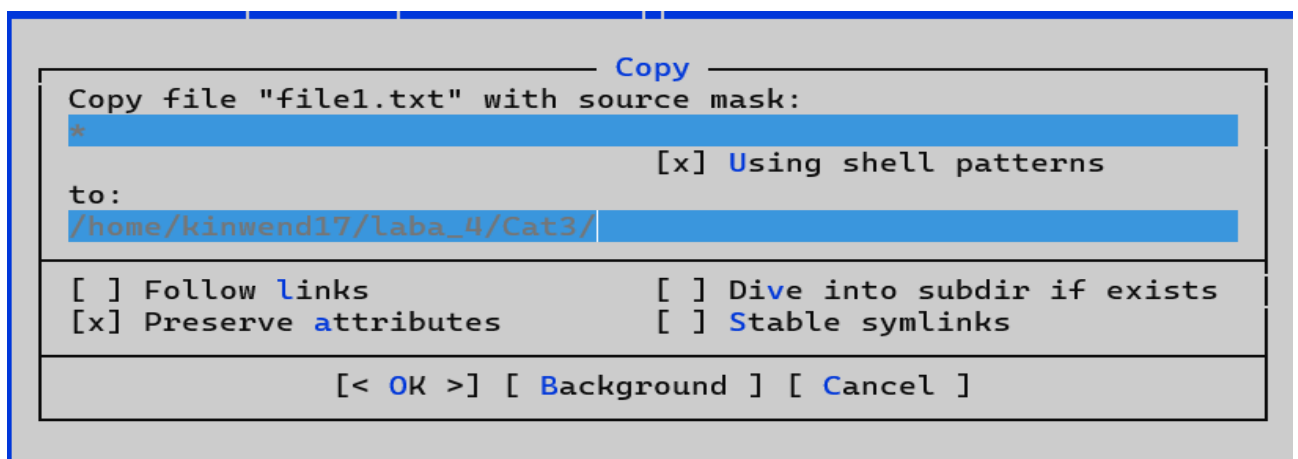 Copy
Copy file "file1.txt" with source mask:
*
[x] Using shell patterns
to:
/home/kinwend17/laba_4/Cat3/
[ ] Follow links [ ] Dive into subdir if exists
[x] Preserve attributes [ ] Stable symlinks
[< OK >] [ Background ] [ Cancel ]